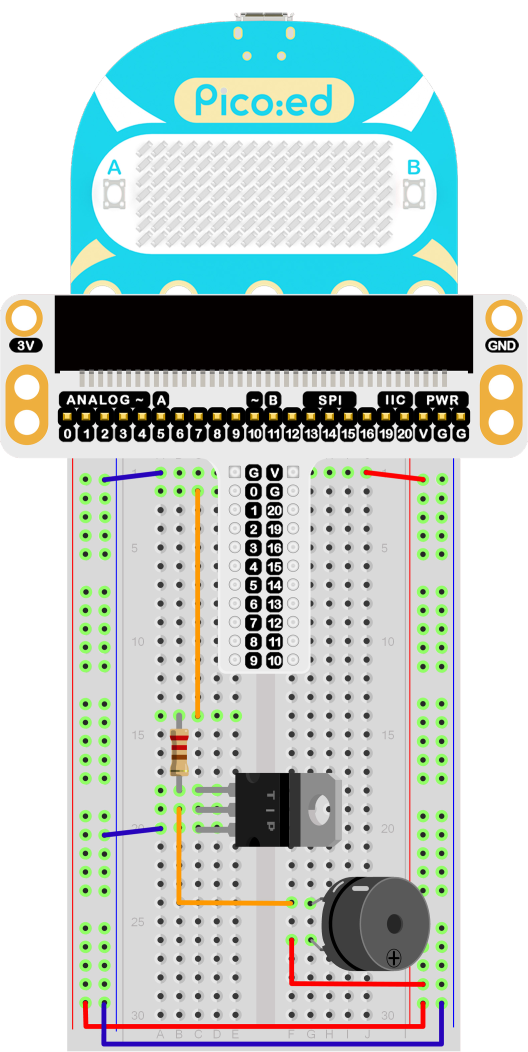 Pico:ed
A B
3V GND
ANALOG ~ A ~ B SPI IIC PWR
0 1 2 3 4 5 6 7 8 9 10 11 12 13 14 15 16 19 20 V G G
1 G V 1
0 G
1 20
2 19
3 16
5 5
4 15
5 14
6 13
7 12
10 8 11 10
9 10
15 15
TIP
20 20
25 25
30 30
A B C D E F G H I J